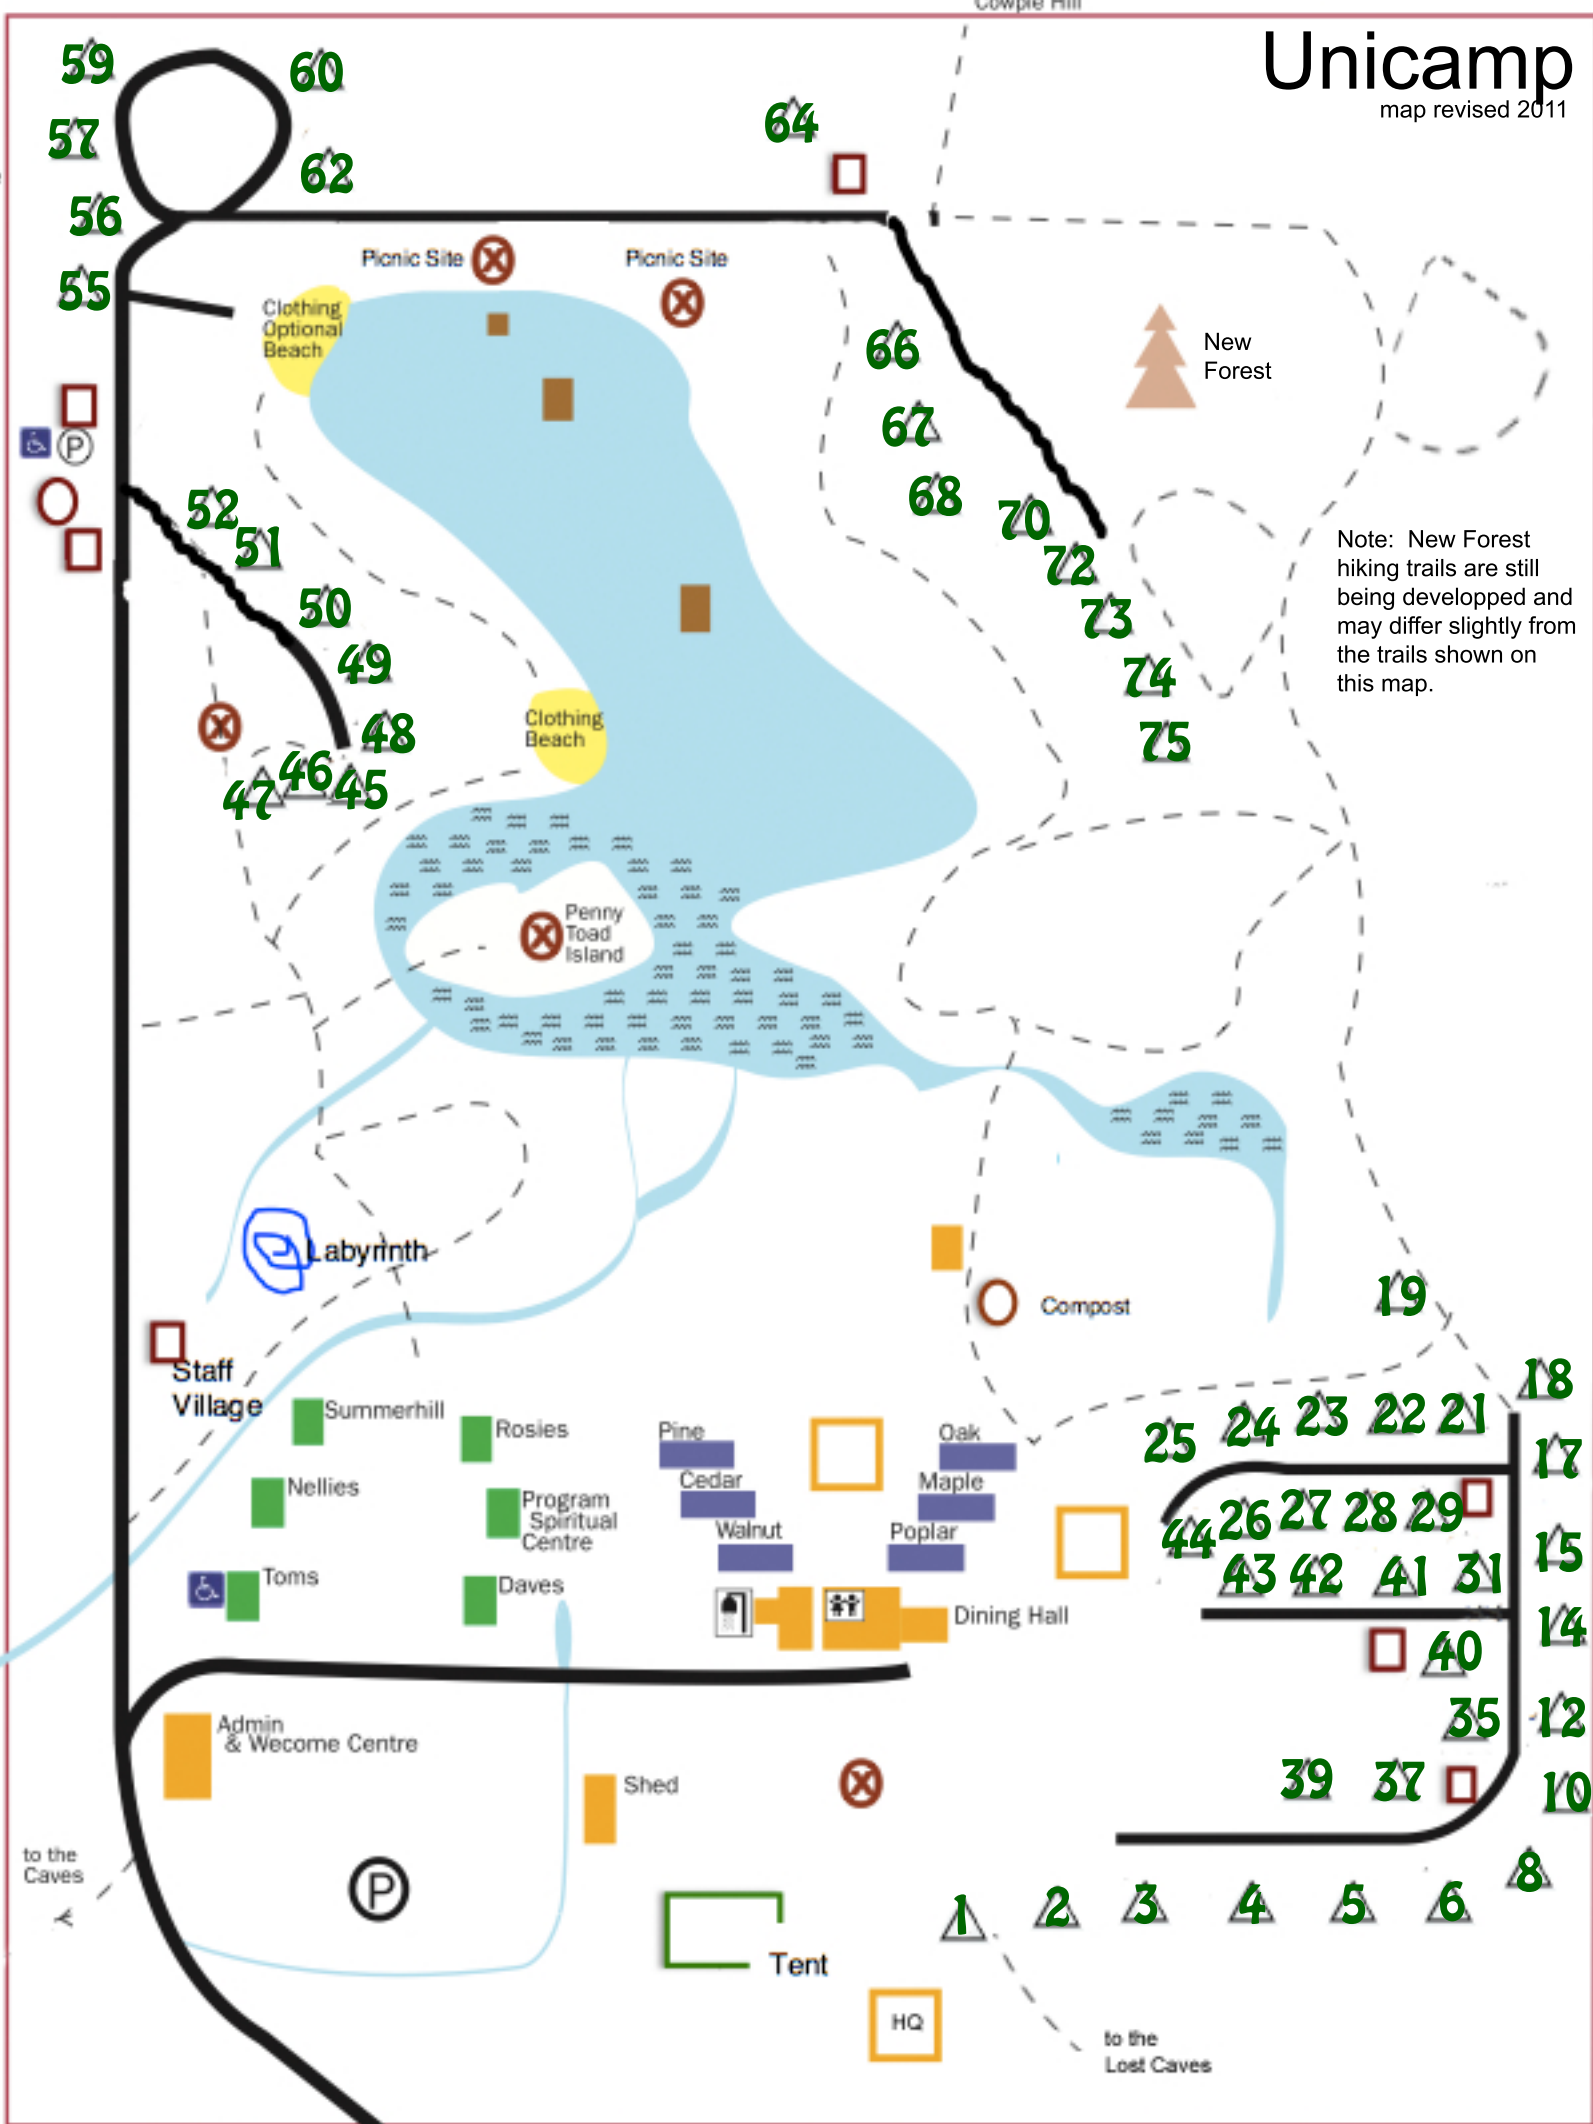 Cowpie Hill
Unicamp
map revised 2011
59
60
57
62
56
55
64
Picnic Site
Picnic Site
Clothing
Optional
Beach
66
67
68
70
72
73
74
75
New
Forest
Note: New Forest
hiking trails are still
being developped and
may differ slightly from
the trails shown on
this map.
P
52
51
50
49
48
47
46
45
Clothing
Beach
Penny
Toad
Island
Labyrinth
Compost
Staff
Village
Summerhill
Rosies
Nellies
Program
Spiritual
Centre
Toms
Daves
Pine
Cedar
Walnut
Oak
Maple
Poplar
Dining Hall
19
18
25
24
23
22
21
17
44
26
27
28
29
15
43
42
41
31
14
40
35
12
39
37
10
8
1
2
3
4
5
6
Admin
& Wecome Centre
Shed
P
to the
Caves
Tent
HQ
to the
Lost Caves